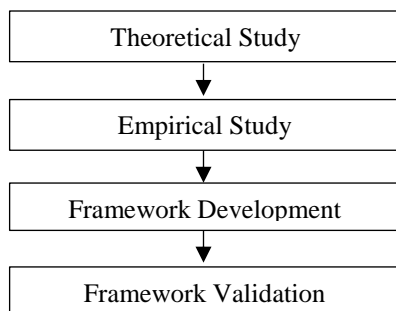 Theoretical Study
Empirical Study
Framework Development
Framework Validation